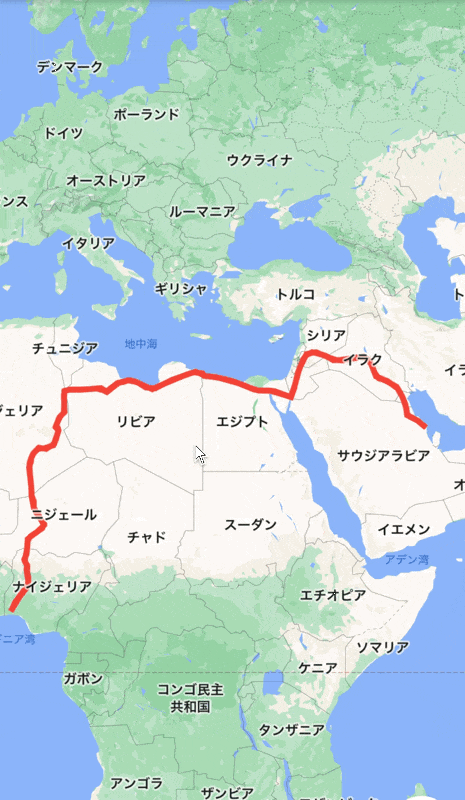 デンマーク
ポーランド
ドイツ
ウクライナ
オーストリア
ンス
ルーマニア
イタリア
ギリシャ
トルコ
ト
シリア
チュニジア
地中海
イラク
イラ
ジェリア
リビア
エジプト
サウジアラビア
オ
ニジェール
スーダン
イエメン
チャド
アデン湾
ナイジェリア
エチオピア
ニア湾
ソマリア
ケニア
ガボン
コンゴ民主
共和国
タンザニア
アンゴラ
ザンビア